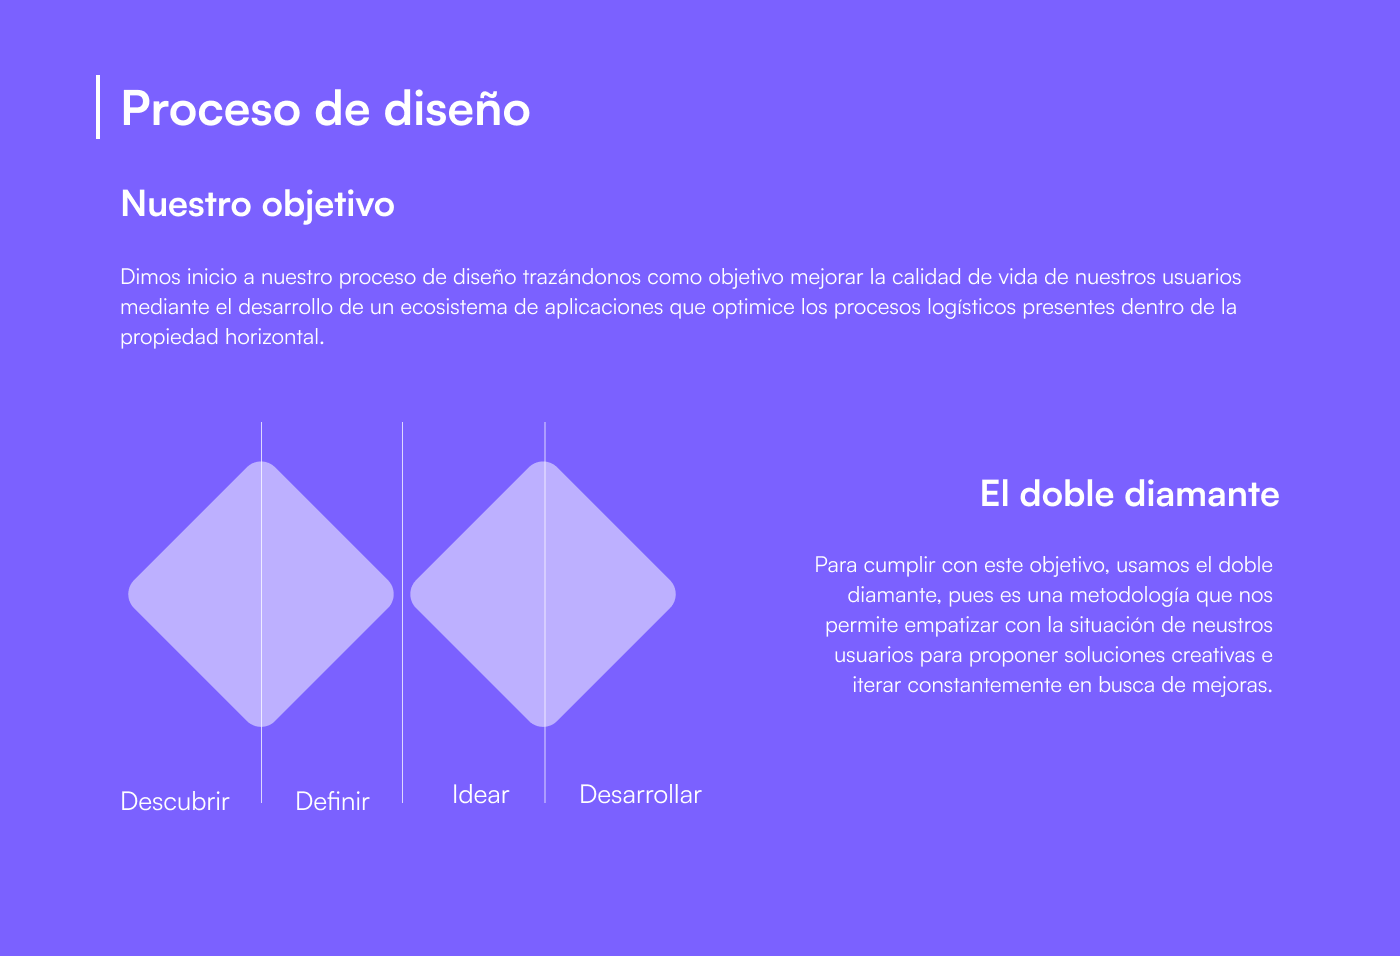 Proceso de diseño
Nuestro objetivo
Dimos inicio a nuestro proceso de diseño trazándonos como objetivo mejorar la calidad de vida de nuestros usuarios
mediante el desarrollo de un ecosistema de aplicaciones que optimice los procesos logísticos presentes dentro de la
propiedad horizontal.
El doble diamante
Para cumplir con este objetivo, usamos el doble
diamante, pues es una metodología que nos
permite empatizar con la situación de neustros
usuarios para proponer soluciones creativas e
iterar constantemente en busca de mejoras.
Descubrir
Definir
Idear
Desarrollar